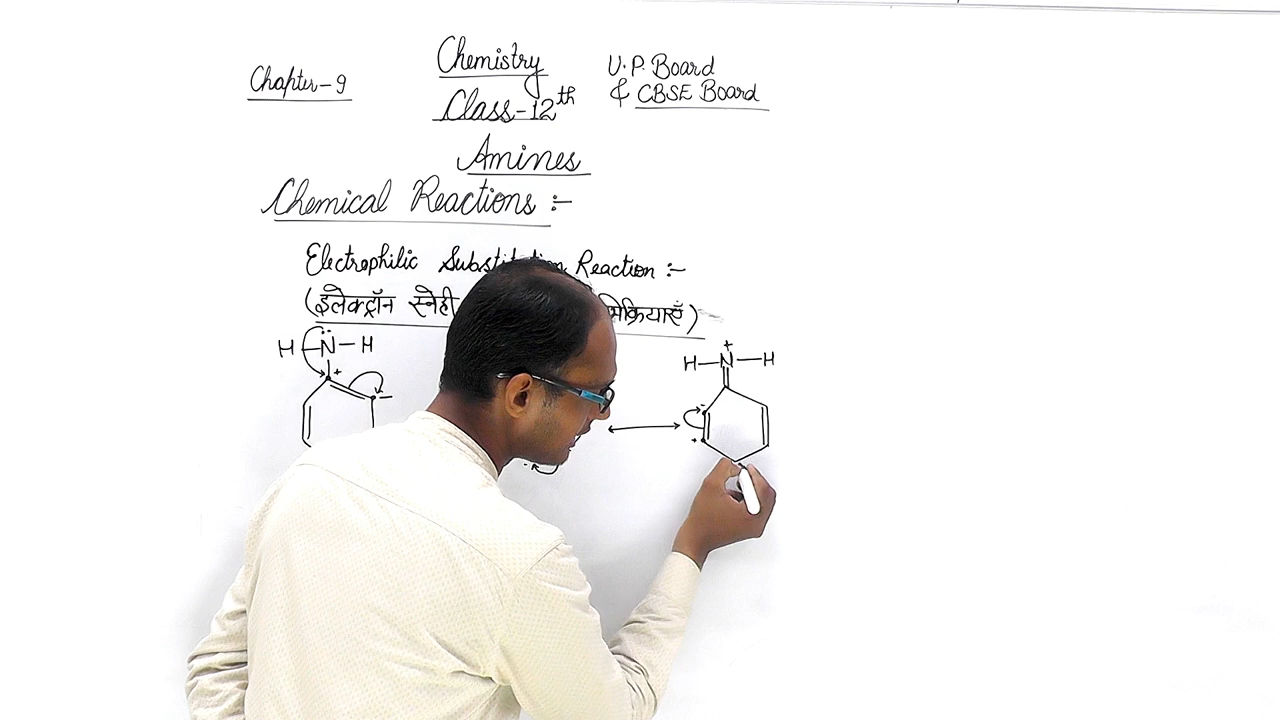 Chapter-9
Chemistry
U.P. Board
& CBSE Board
Class-12th
Amines
Chemical Reactions :-
Electrophilic Reaction :-
(इलेक्ट्रॉन स्नेही
H-N-H
+
-
+
H-N-H
-
+